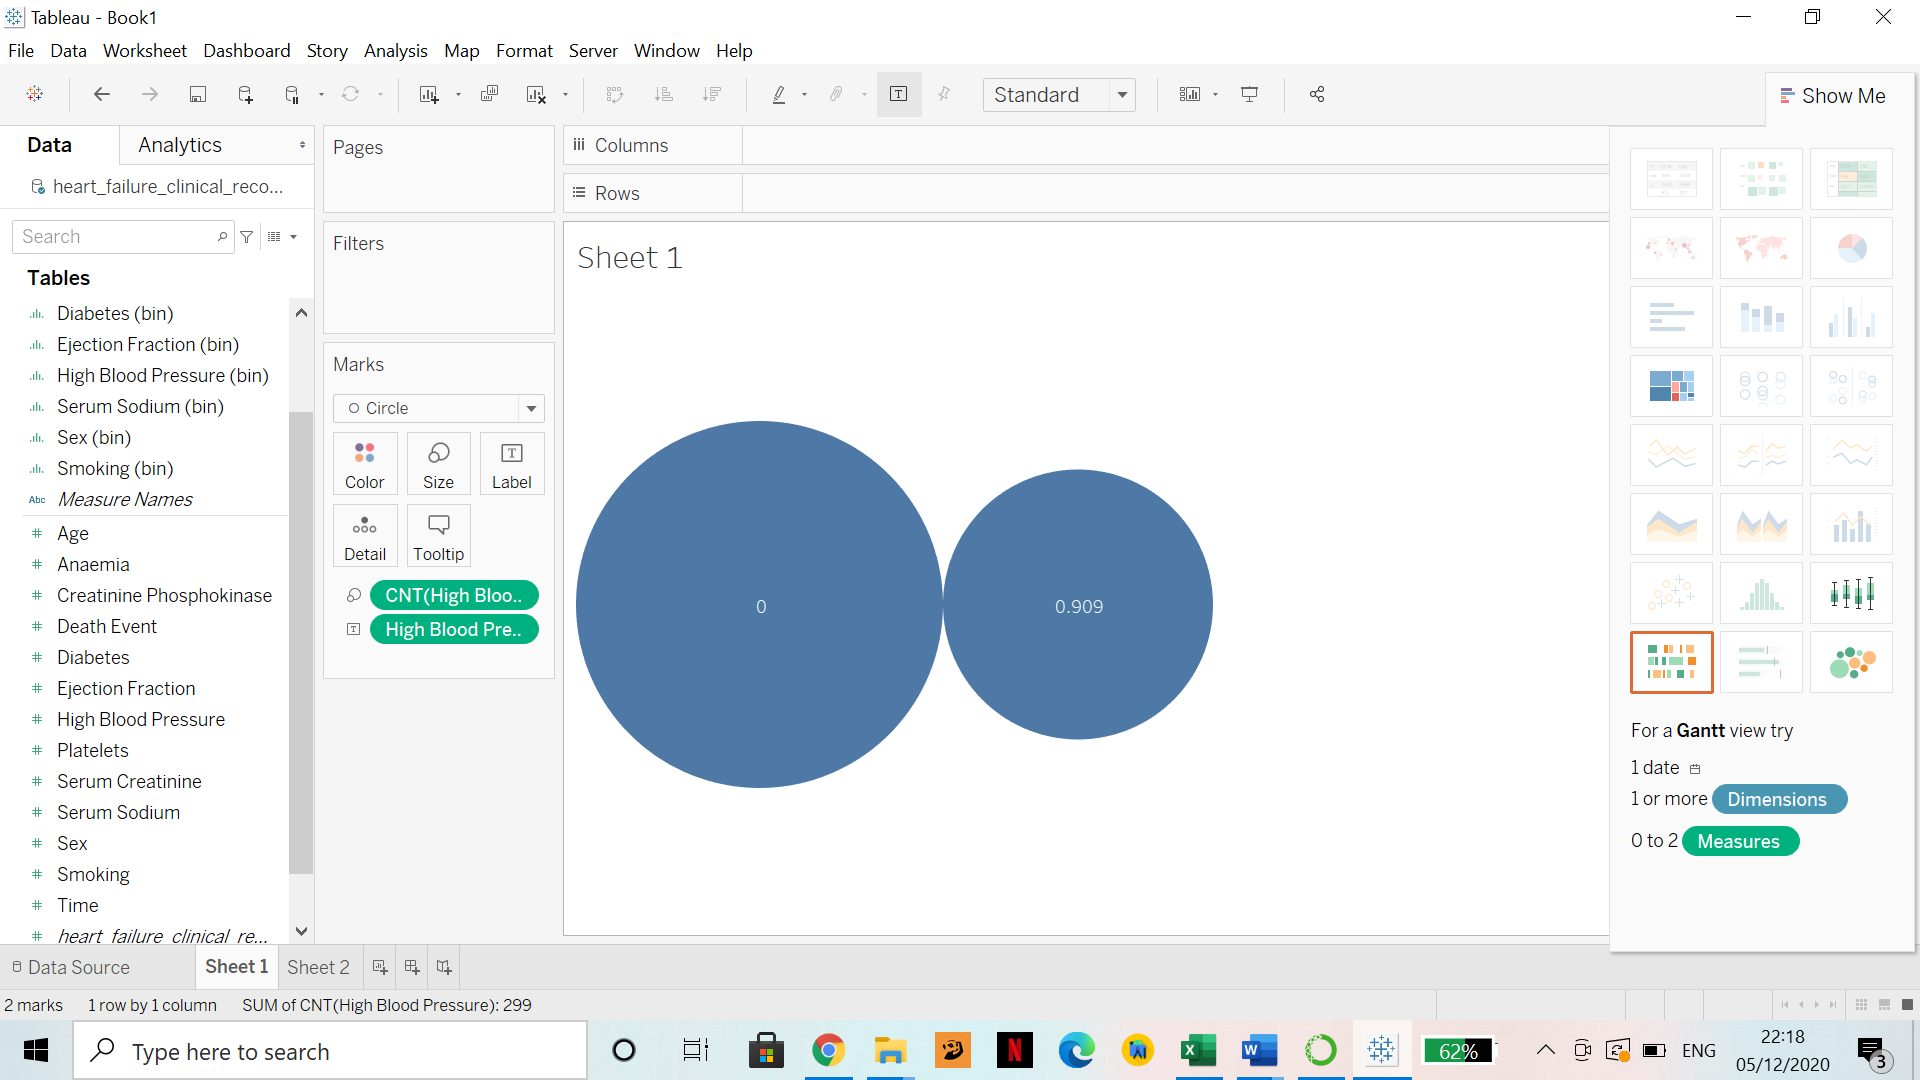 Tableau - Book1
File Data Worksheet Dashboard Story Analysis Map Format Server Window Help
Standard
Show Me
Data
Analytics
heart_failure_clinical_reco...
Search
Tables
Diabetes (bin)
Ejection Fraction (bin)
High Blood Pressure (bin)
Serum Sodium (bin)
Sex (bin)
Smoking (bin)
Abc Measure Names
Age
Anaemia
Creatinine Phosphokinase
Death Event
Diabetes
Ejection Fraction
High Blood Pressure
Platelets
Serum Creatinine
Serum Sodium
Sex
Smoking
Time
heart_failure_clinical_re...
Pages
Filters
Marks
Circle
Color
Size
Label
Detail
Tooltip
CNT(High Bloo..
High Blood Pre..
Columns
Rows
Sheet 1
0
0.909
For a Gantt view try
1 date
1 or more Dimensions
0 to 2 Measures
Data Source
Sheet 1
Sheet 2
2 marks
1 row by 1 column
SUM of CNT(High Blood Pressure): 299
Type here to search
62%
ENG
22:18
05/12/2020
3